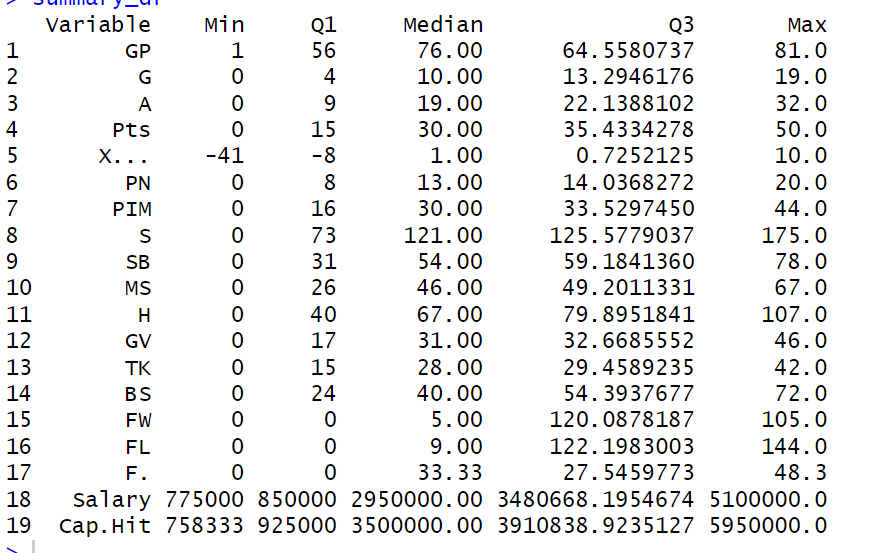 > summary_df
Variable Min Q1 Median Q3 Max
1 GP 1 56 76.00 64.5580737 81.0
2 G 0 4 10.00 13.2946176 19.0
3 A 0 9 19.00 22.1388102 32.0
4 Pts 0 15 30.00 35.4334278 50.0
5 X... -41 -8 1.00 0.7252125 10.0
6 PN 0 8 13.00 14.0368272 20.0
7 PIM 0 16 30.00 33.5297450 44.0
8 S 0 73 121.00 125.5779037 175.0
9 SB 0 31 54.00 59.1841360 78.0
10 MS 0 26 46.00 49.2011331 67.0
11 H 0 40 67.00 79.8951841 107.0
12 GV 0 17 31.00 32.6685552 46.0
13 TK 0 15 28.00 29.4589235 42.0
14 BS 0 24 40.00 54.3937677 72.0
15 FW 0 0 5.00 120.0878187 105.0
16 FL 0 0 9.00 122.1983003 144.0
17 F. 0 0 33.33 27.5459773 48.3
18 Salary 775000 850000 2950000.00 3480668.1954674 5100000.0
19 Cap.Hit 758333 925000 3500000.00 3910838.9235127 5950000.0
>